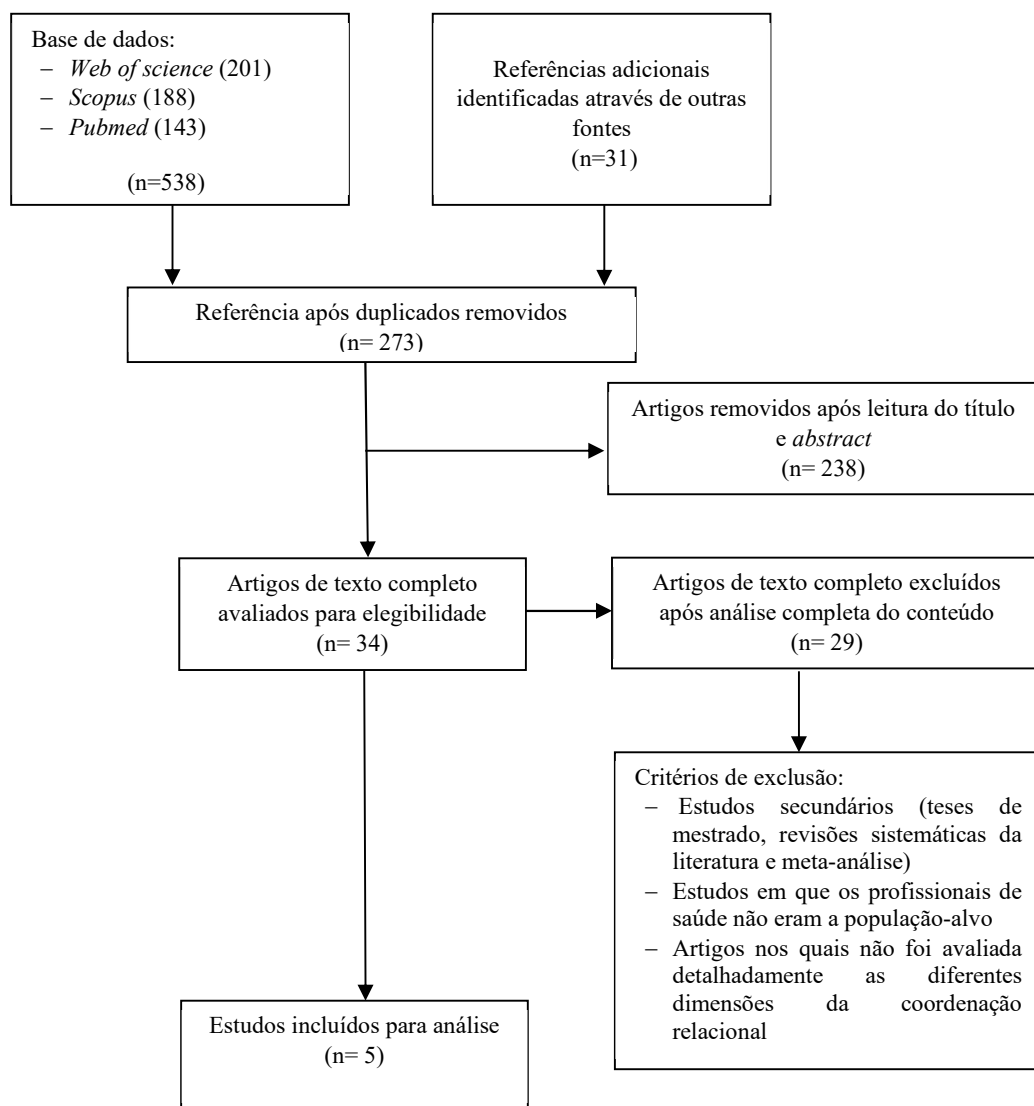 Base de dados:
– Web of science (201)
– Scopus (188)
– Pubmed (143)
(n=538)
Referências adicionais
identificadas através de outras
fontes
(n=31)
Referência após duplicados removidos
(n= 273)
Artigos removidos após leitura do título
e abstract
(n= 238)
Artigos de texto completo
avaliados para elegibilidade
(n= 34)
Artigos de texto completo excluídos
após análise completa do conteúdo
(n= 29)
Critérios de exclusão:
– Estudos secundários (teses de
mestrado, revisões sistemáticas da
literatura e meta-análise)
– Estudos em que os profissionais de
saúde não eram a população-alvo
– Artigos nos quais não foi avaliada
detalhadamente as diferentes
dimensões da coordenação
relacional
Estudos incluídos para análise
(n= 5)